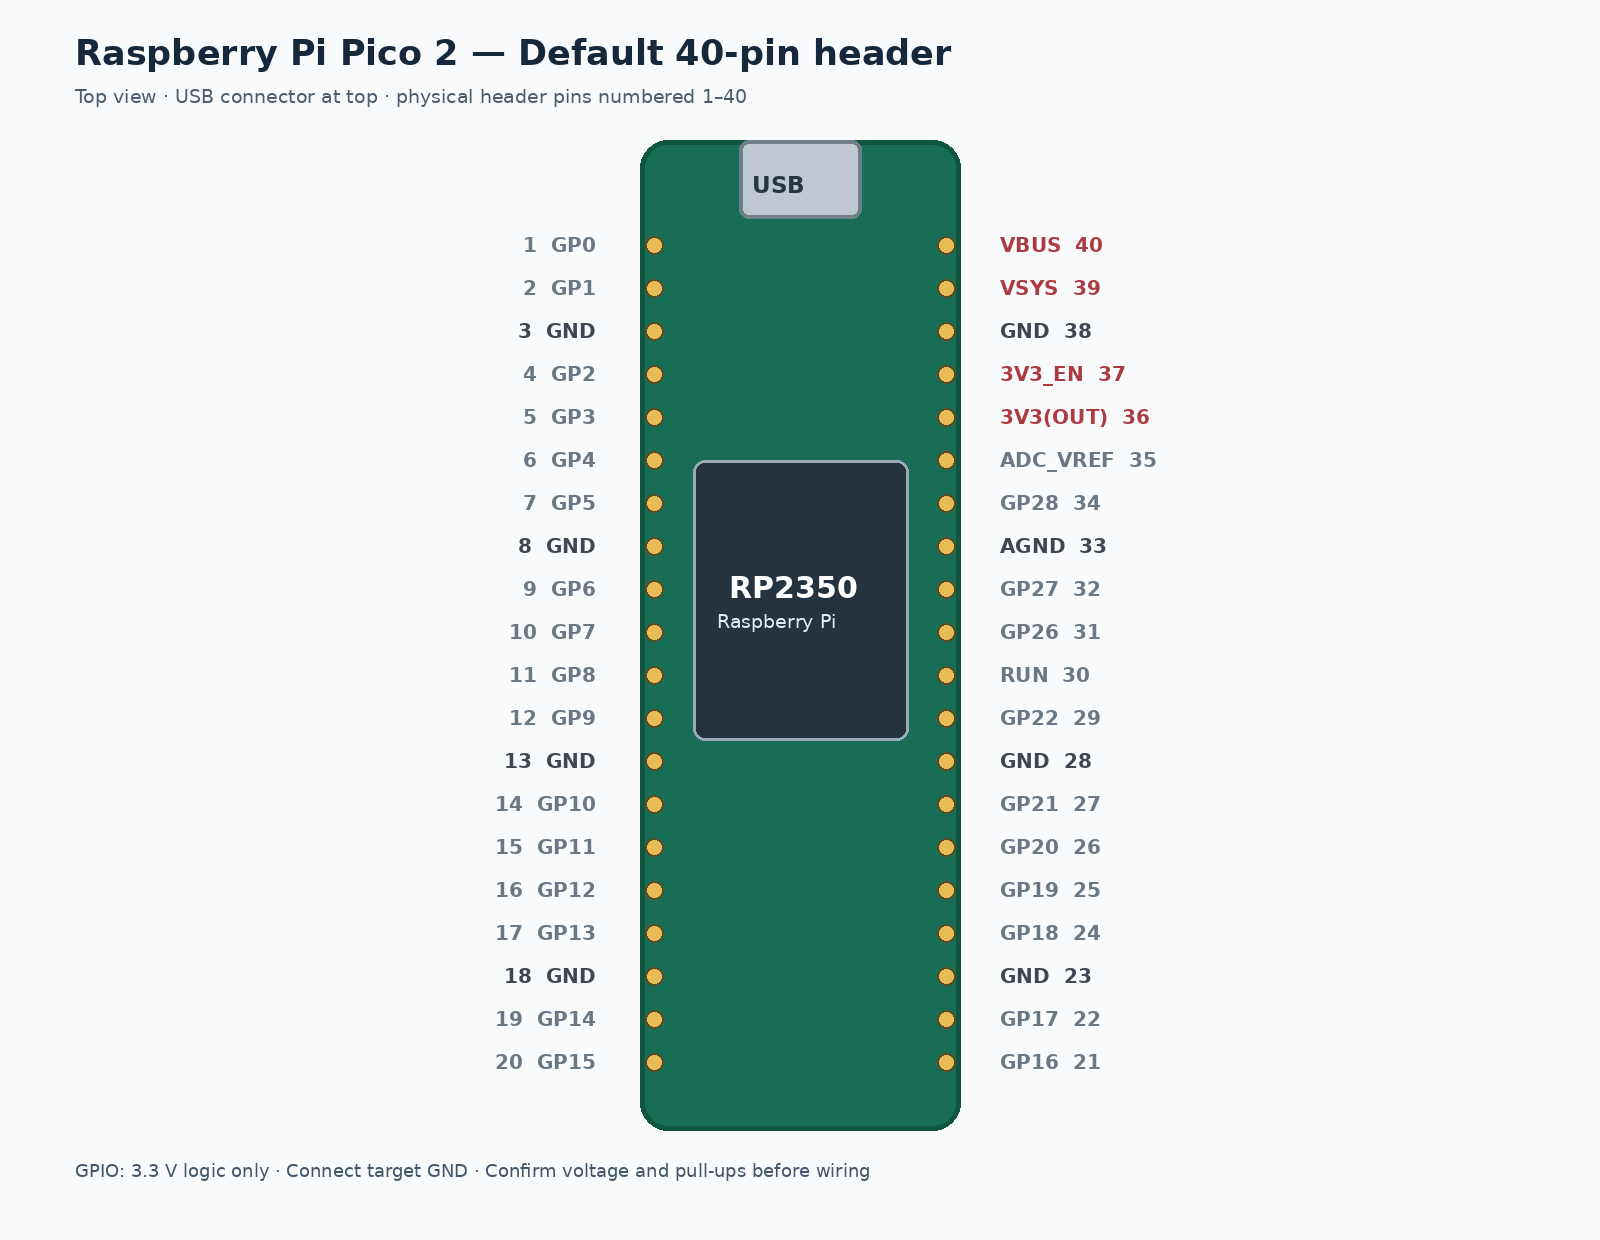 Raspberry Pi Pico 2 — Default 40-pin header
Top view · USB connector at top · physical header pins numbered 1–40
USB
1 GP0
VBUS 40
2 GP1
VSYS 39
3 GND
GND 38
4 GP2
3V3_EN 37
5 GP3
3V3(OUT) 36
6 GP4
ADC_VREF 35
7 GP5
GP28 34
8 GND
AGND 33
9 GP6
RP2350
GP27 32
10 GP7
Raspberry Pi
GP26 31
11 GP8
RUN 30
12 GP9
GP22 29
13 GND
GND 28
14 GP10
GP21 27
15 GP11
GP20 26
16 GP12
GP19 25
17 GP13
GP18 24
18 GND
GND 23
19 GP14
GP17 22
20 GP15
GP16 21
GPIO: 3.3 V logic only · Connect target GND · Confirm voltage and pull-ups before wiring